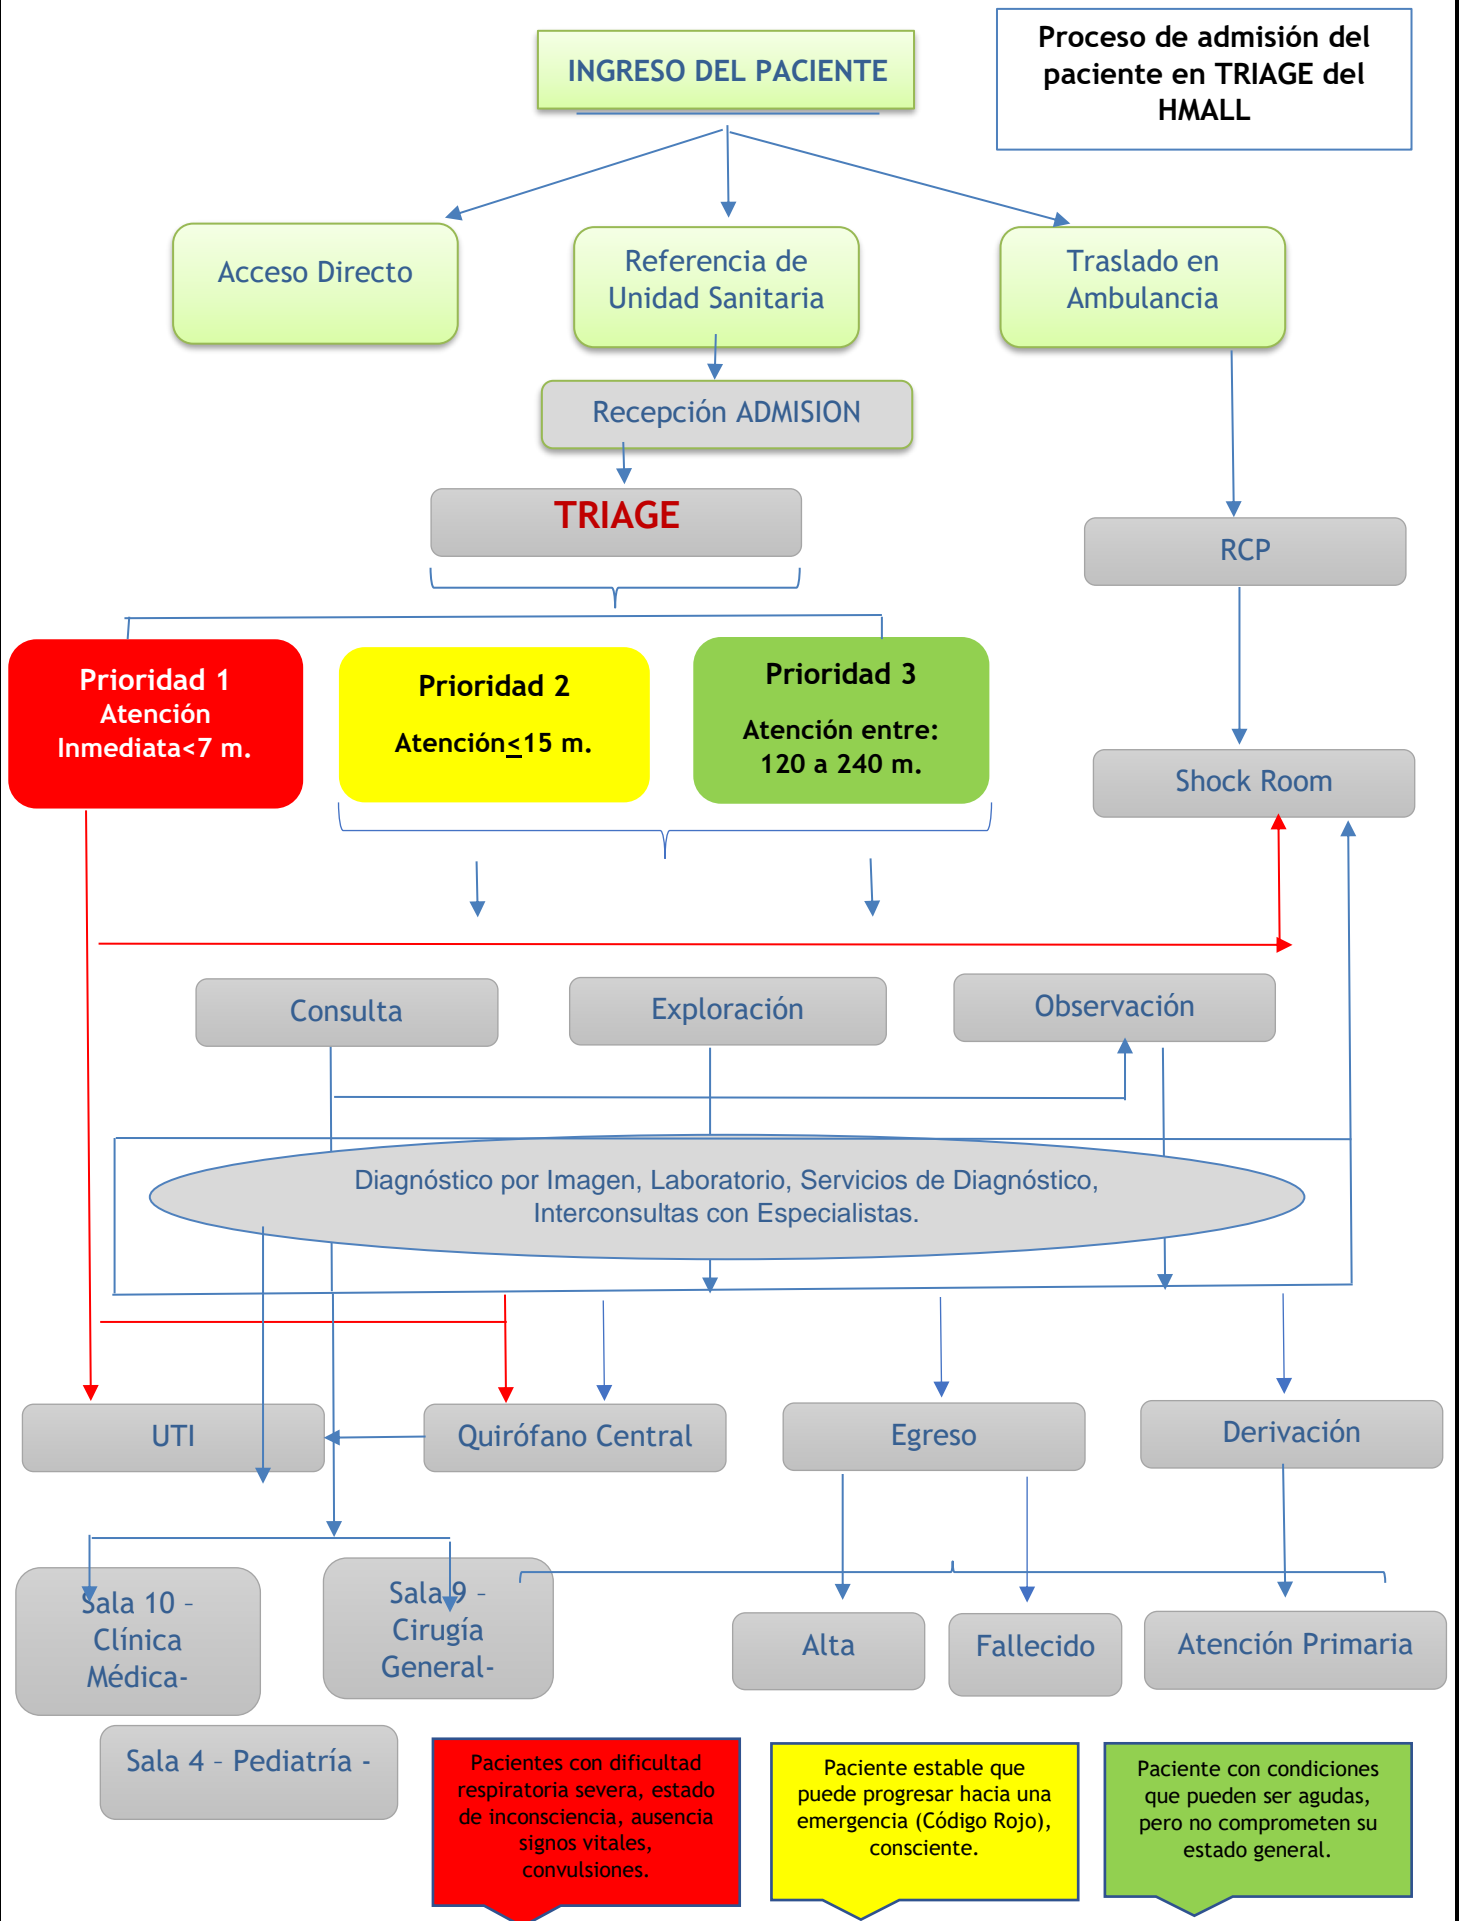 INGRESO DEL PACIENTE
Proceso de admisión del
paciente en TRIAGE del
HMALL
Acceso Directo
Referencia de
Unidad Sanitaria
Traslado en
Ambulancia
Recepción ADMISION
TRIAGE
RCP
Prioridad 1
Atención
Inmediata<7 m.
Prioridad 2
Atención<15 m.
Prioridad 3
Atención entre:
120 a 240 m.
Shock Room
Consulta
Exploración
Observación
Diagnóstico por Imagen, Laboratorio, Servicios de Diagnóstico,
Interconsultas con Especialistas.
UTI
Quirófano Central
Egreso
Derivación
Sala 10 –
Clínica
Médica-
Sala 9 –
Cirugía
General-
Alta
Fallecido
Atención Primaria
Sala 4 – Pediatría -
Pacientes con dificultad
respiratoria severa, estado
de inconsciencia, ausencia
signos vitales,
convulsiones.
Paciente estable que
puede progresar hacia una
emergencia (Código Rojo),
consciente.
Paciente con condiciones
que pueden ser agudas,
pero no comprometen su
estado general.